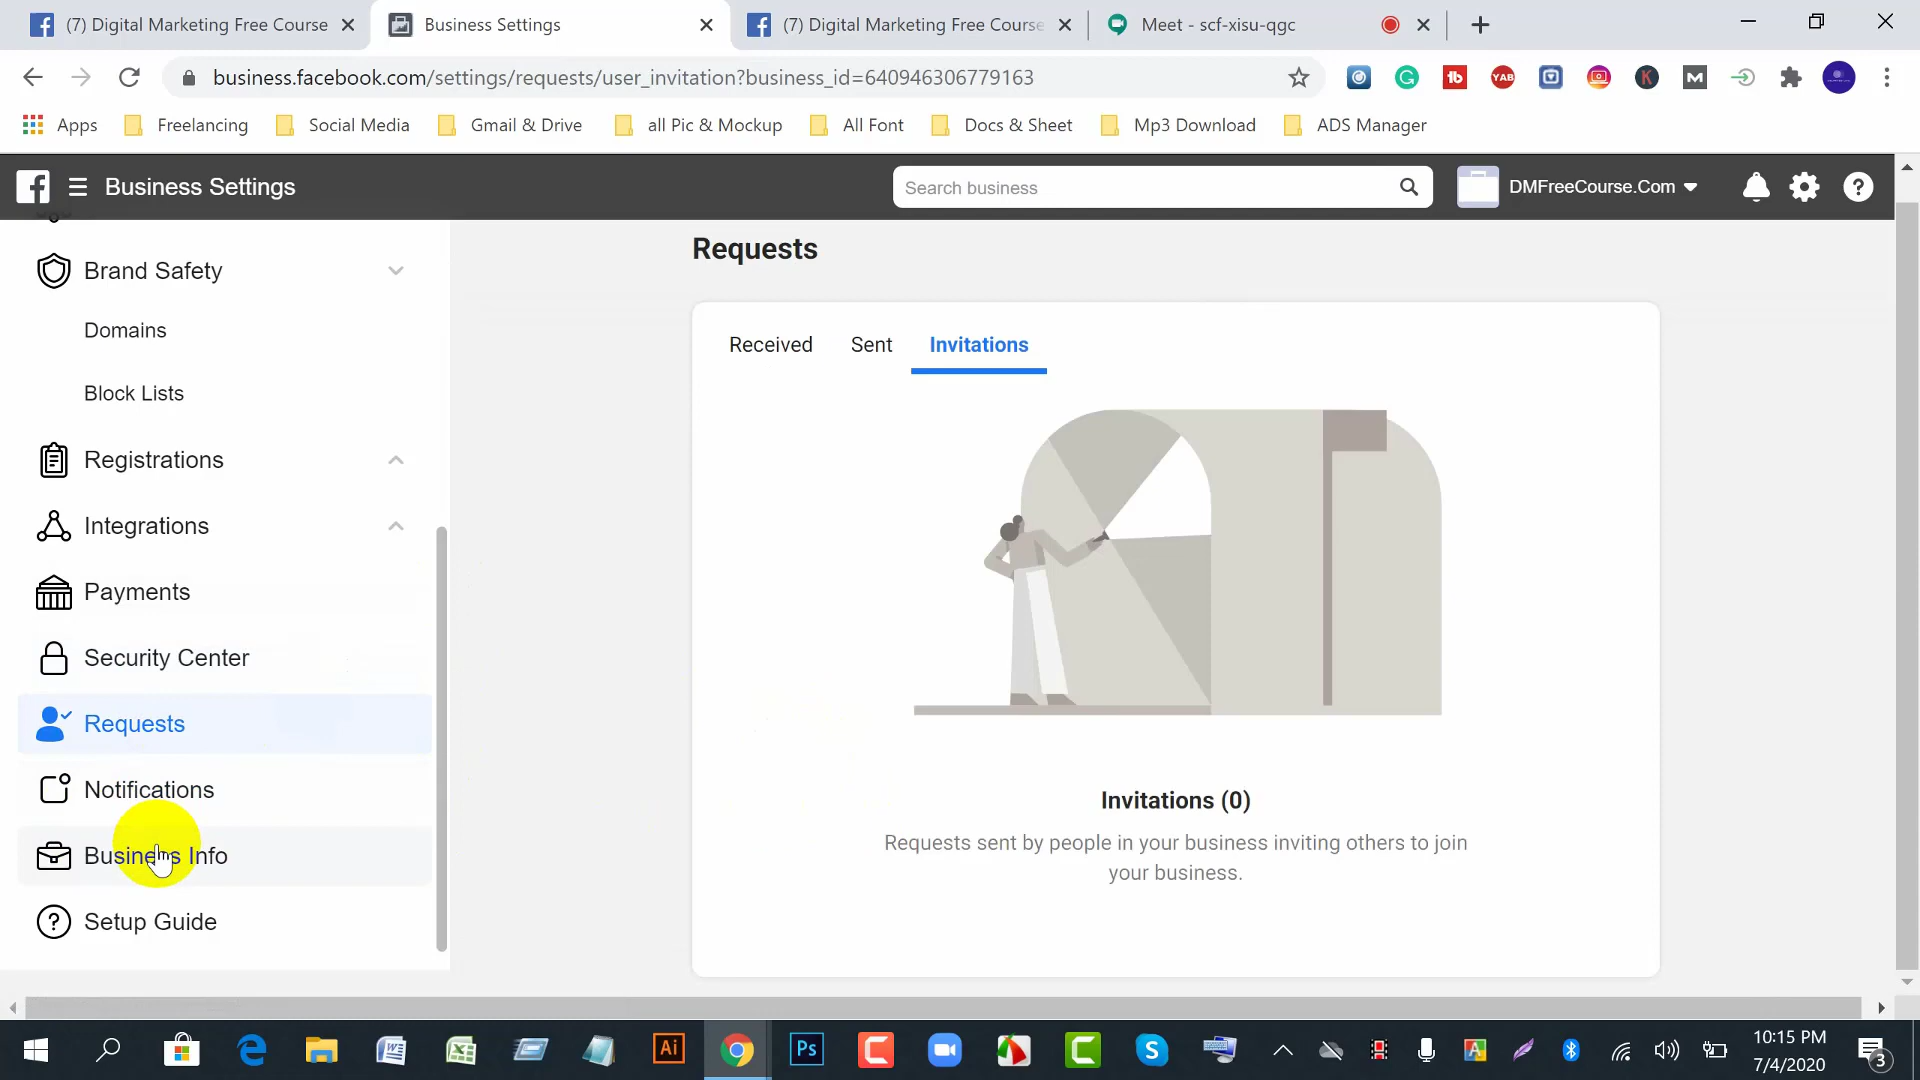 (7) Digital Marketing Free Course
Business Settings
(7) Digital Marketing Free Course
Meet - scf-xisu-qgc
business.facebook.com/settings/requests/user_invitation?business_id=640946306779163
Apps
Freelancing
Social Media
Gmail & Drive
all Pic & Mockup
All Font
Docs & Sheet
Mp3 Download
ADS Manager
Business Settings
Search business
DMFreeCourse.Com
Brand Safety
Domains
Block Lists
Registrations
Integrations
Payments
Security Center
Requests
Notifications
Business Info
Setup Guide
Requests
Received
Sent
Invitations
Invitations (0)
Requests sent by people in your business inviting others to join
your business.
10:15 PM
7/4/2020
3